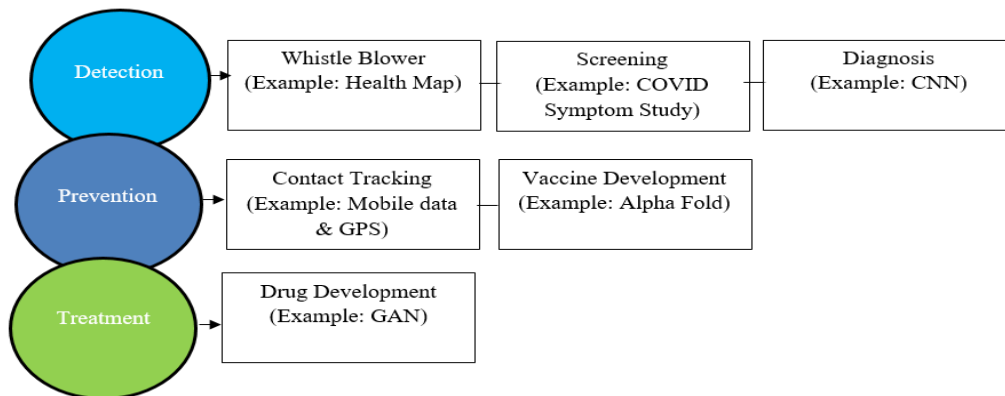 Detection
Whistle Blower
(Example: Health Map)
Screening
(Example: COVID
Symptom Study)
Diagnosis
(Example: CNN)
Prevention
Contact Tracking
(Example: Mobile data
& GPS)
Vaccine Development
(Example: Alpha Fold)
Treatment
Drug Development
(Example: GAN)